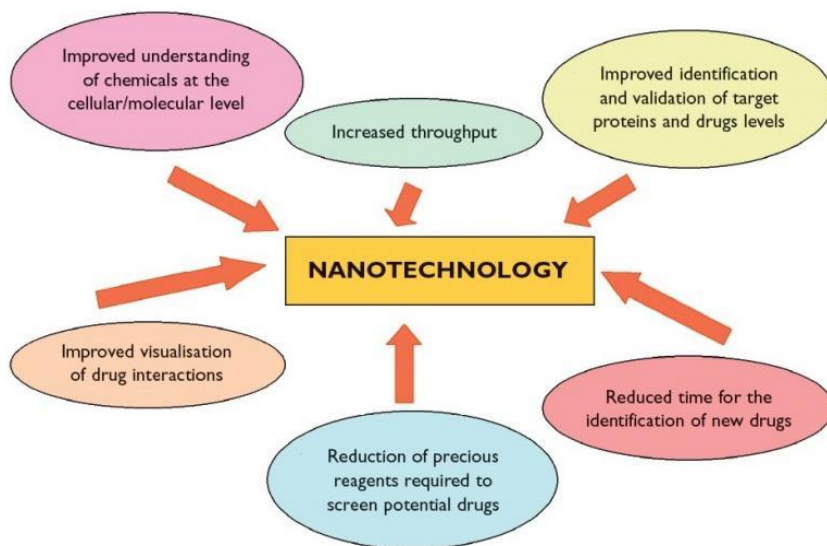 Improved understanding
of chemicals at the
cellular/molecular level
Increased throughput
Improved identification
and validation of target
proteins and drugs levels
NANOTECHNOLOGY
Improved visualisation
of drug interactions
Reduction of precious
reagents required to
screen potential drugs
Reduced time for the
identification of new drugs